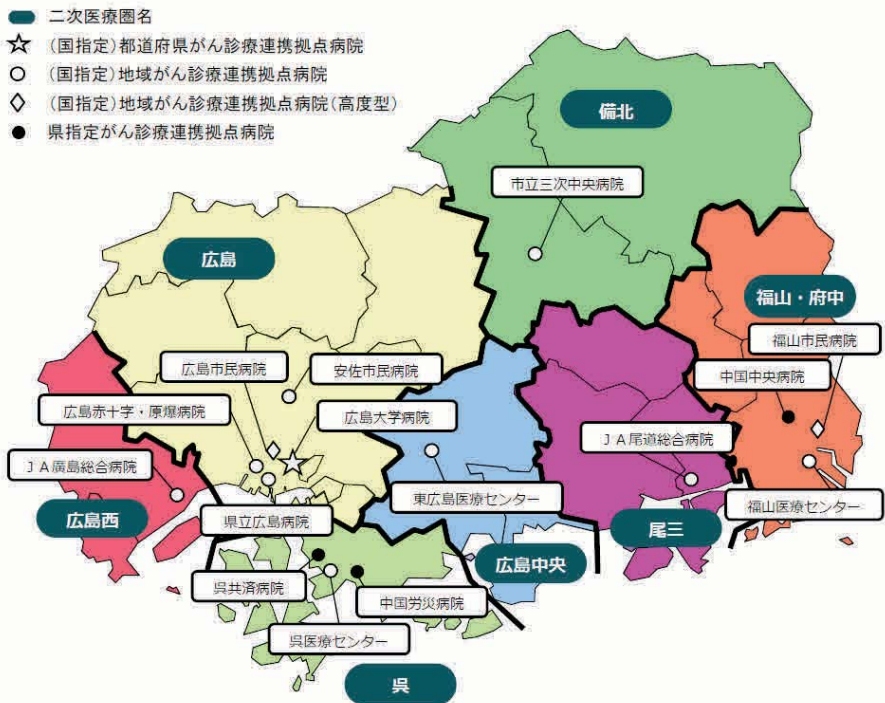 二次医療圏名
(国指定)都道府県がん診療連携拠点病院
(国指定)地域がん診療連携拠点病院
(国指定)地域がん診療連携拠点病院(高度型)
県指定がん診療連携拠点病院
備北
市立三次中央病院
広島
福山・府中
福山市民病院
広島市民病院
安佐市民病院
中国中央病院
広島赤十字・原爆病院
広島大学病院
JA尾道総合病院
JA廣島総合病院
東広島医療センター
福山医療センター
広島西
県立広島病院
尾三
広島中央
呉共済病院
中国労災病院
呉医療センター
呉